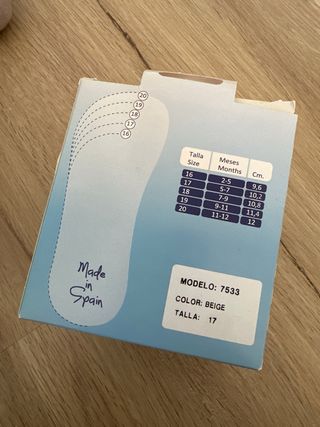 20
19
18
17
16
Talla Size Meses Months Cm.
16 2-5 9,6
17 5-7 10,2
18 7-9 10,8
19 9-11 11,4
20 11-12 12
Made
in
Spain
MODELO: 7533
COLOR: BEIGE
TALLA: 17